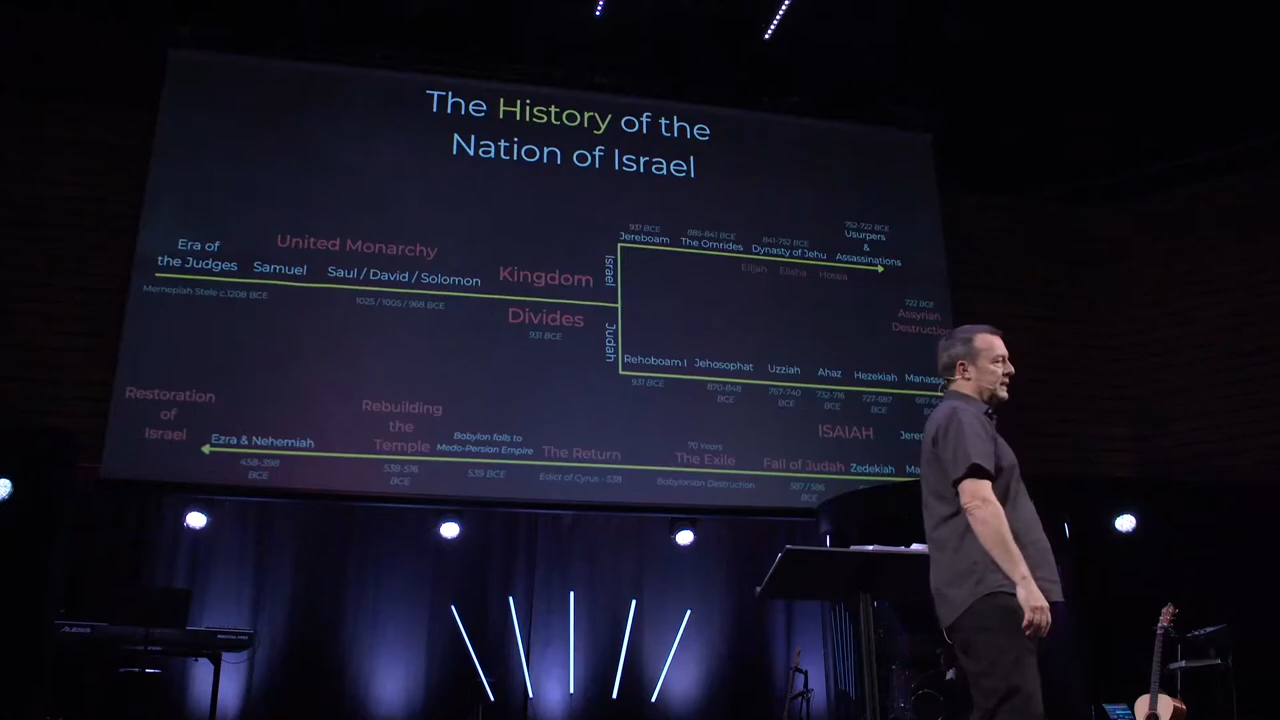 The History of the
Nation of Israel
Era of
the Judges
Samuel
United Monarchy
Saul / David / Solomon
Merneptah Stele c.1208 BCE
1025 / 1005 / 968 BCE
Kingdom
Divides
931 BCE
Israel
Judah
931 BCE
Jereboam
885-841 BCE
The Omrides
841-752 BCE
Dynasty of Jehu
752-722 BCE
Usurpers
&
Assassinations
Elijah
Elisha
Hosea
722 BCE
Assyrian
Destruction
Rehoboam I
931 BCE
Jehosophat
870-848
BCE
Uzziah
767-740
BCE
Ahaz
732-716
BCE
Hezekiah
727-687
BCE
Manass
ISAIAH
Jerem
Restoration
of
Israel
Ezra & Nehemiah
458-398
BCE
Rebuilding
the
Temple
538-516
BCE
Babylon falls to
Medo-Persian Empire
539 BCE
The Return
Edict of Cyrus - 538
70 Years
The Exile
Babylonian Destruction
Fall of Judah
587 / 586
BCE
Zedekiah
ALESIS